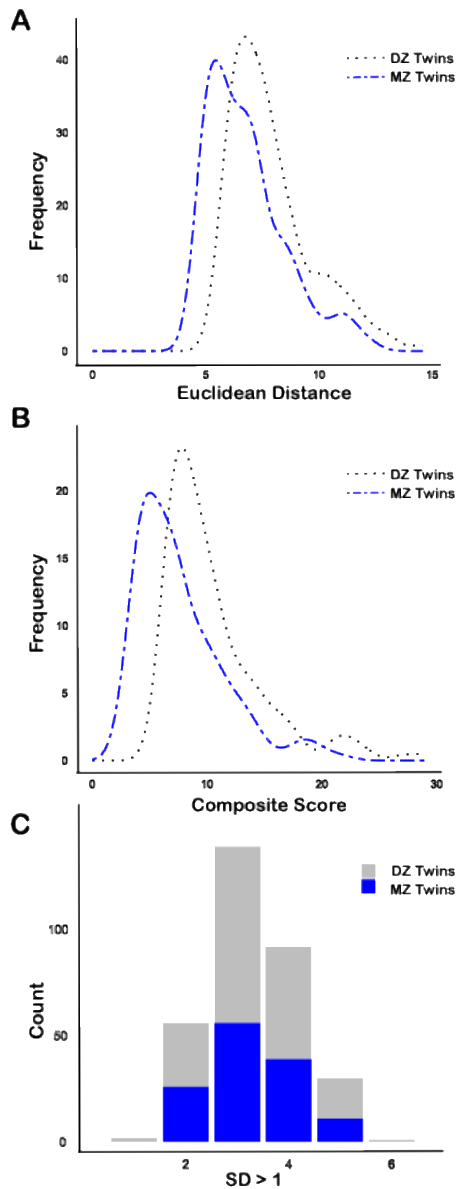 A
40
30
20
10
0
Frequency
DZ Twins
MZ Twins
0 5 10 15
Euclidean Distance
B
20
15
10
5
0
Frequency
DZ Twins
MZ Twins
0 10 20 30
Composite Score
C
100
50
0
Count
DZ Twins
MZ Twins
2 4 6
SD > 1